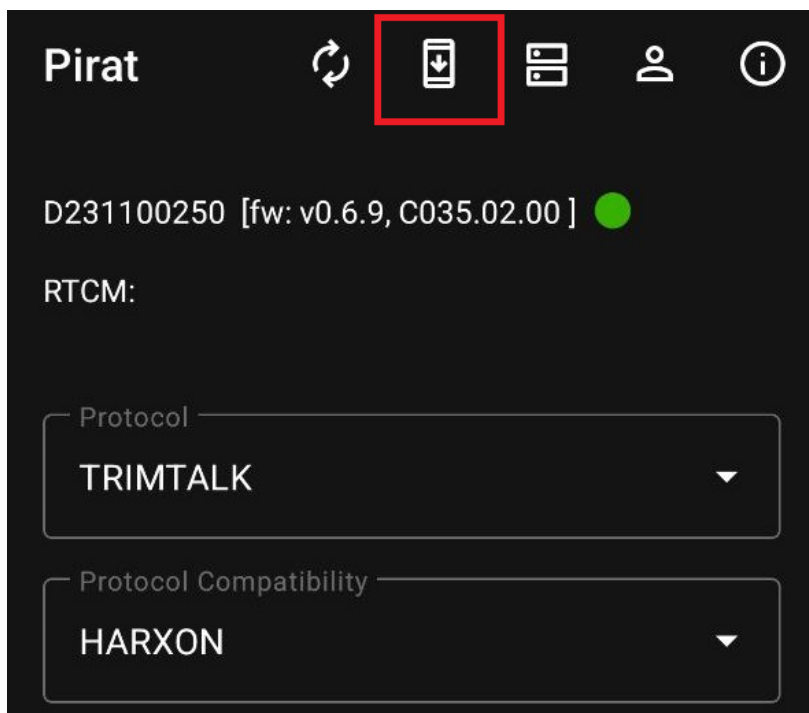 Pirat
D231100250 [fw: v0.6.9, C035.02.00 ]
RTCM:
Protocol
TRIMTALK
Protocol Compatibility
HARXON